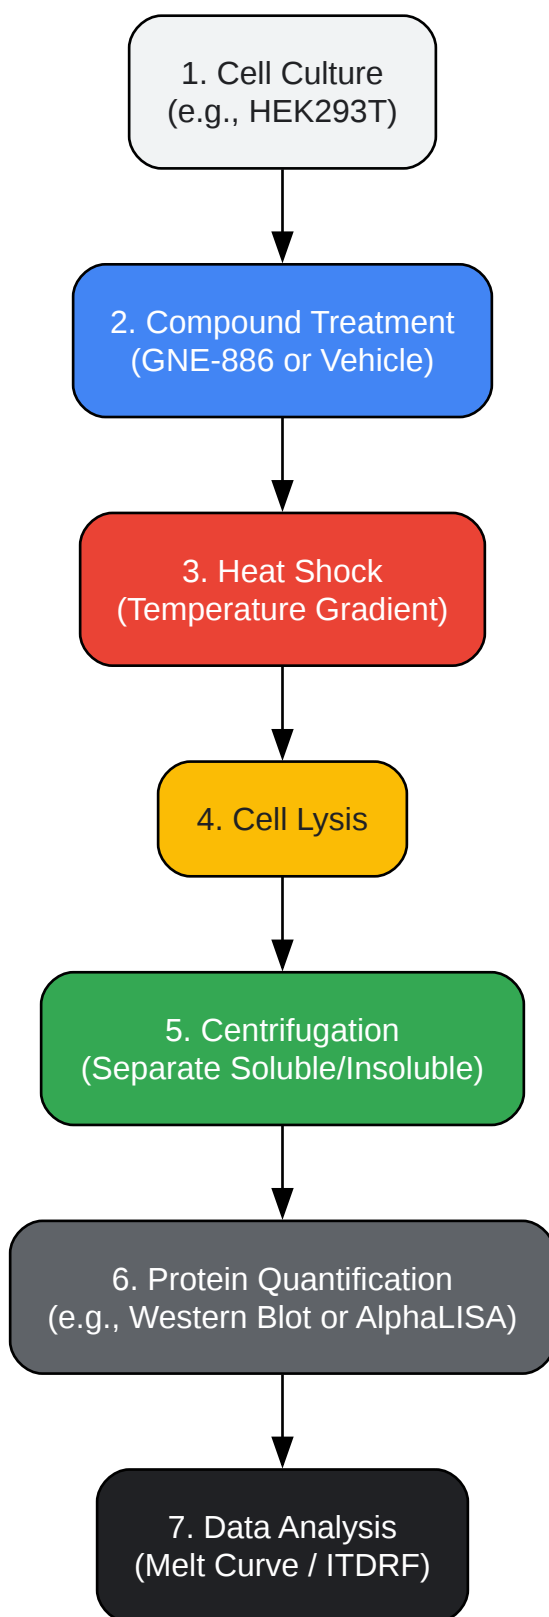 1. Cell Culture
(e.g., HEK293T)
2. Compound Treatment
(GNE-886 or Vehicle)
3. Heat Shock
(Temperature Gradient)
4. Cell Lysis
5. Centrifugation
(Separate Soluble/Insoluble)
6. Protein Quantification
(e.g., Western Blot or AlphaLISA)
7. Data Analysis
(Melt Curve / ITDRF)